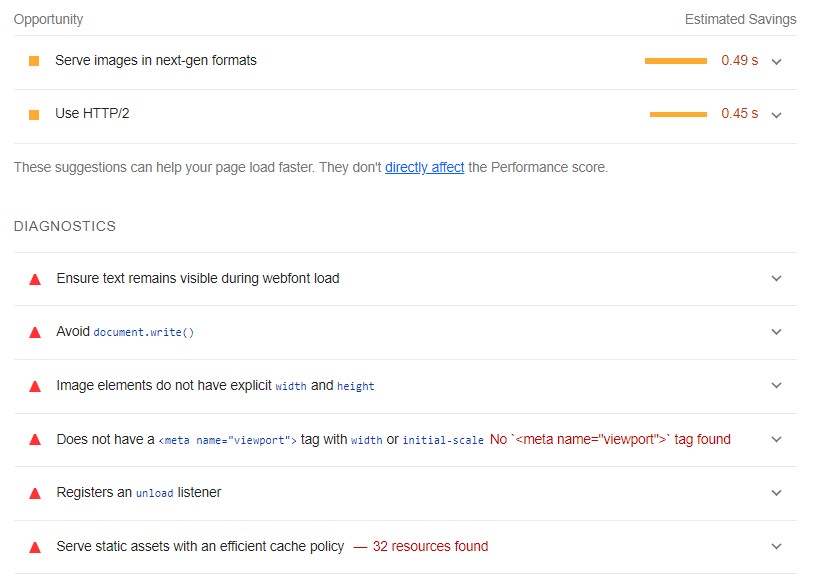 Opportunity Estimated Savings
Serve images in next-gen formats 0.49 s
Use HTTP/2 0.45 s
These suggestions can help your page load faster. They don't directly affect the Performance score.
DIAGNOSTICS
Ensure text remains visible during webfont load
Avoid document.write()
Image elements do not have explicit width and height
Does not have a <meta name="viewport"> tag with width or initial-scale No `<meta name="viewport">` tag found
Registers an unload listener
Serve static assets with an efficient cache policy — 32 resources found